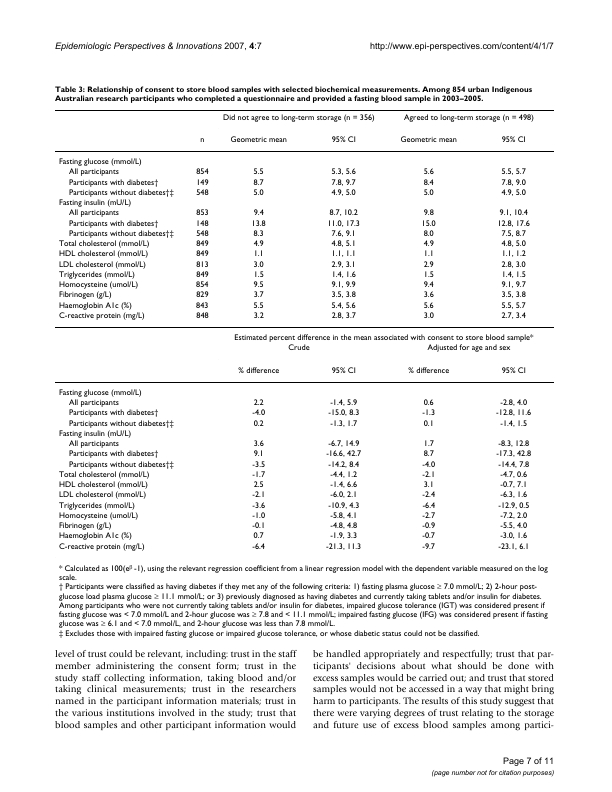 Epidemiologic Perspectives & Innovations 2007, 4:7 http://www.epi-perspectives.com/content/4/1/7
Table 3: Relationship of consent to store blood samples with selected biochemical measurements. Among 854 urban Indigenous
Australian research participants who completed a questionnaire and provided a fasting blood sample in 2003–2005.
Did not agree to long-term storage (n = 356) Agreed to long-term storage (n = 498)
n Geometric mean 95% CI Geometric mean 95% CI
Fasting glucose (mmol/L)
All participants 854 5.5 5.3, 5.6 5.6 5.5, 5.7
Participants with diabetes† 149 8.7 7.8, 9.7 8.4 7.8, 9.0
Participants without diabetes†‡ 548 5.0 4.9, 5.0 5.0 4.9, 5.0
Fasting insulin (mU/L)
All participants 853 9.4 8.7, 10.2 9.8 9.1, 10.4
Participants with diabetes† 148 13.8 11.0, 17.3 15.0 12.8, 17.6
Participants without diabetes†‡ 548 8.3 7.6, 9.1 8.0 7.5, 8.7
Total cholesterol (mmol/L) 849 4.9 4.8, 5.1 4.9 4.8, 5.0
HDL cholesterol (mmol/L) 849 1.1 1.1, 1.1 1.1 1.1, 1.2
LDL cholesterol (mmol/L) 813 3.0 2.9, 3.1 2.9 2.8, 3.0
Triglycerides (mmol/L) 849 1.5 1.4, 1.6 1.5 1.4, 1.5
Homocysteine (umol/L) 854 9.5 9.1, 9.9 9.4 9.1, 9.7
Fibrinogen (g/L) 829 3.7 3.5, 3.8 3.6 3.5, 3.8
Haemoglobin A1c (%) 843 5.5 5.4, 5.6 5.6 5.5, 5.7
C-reactive protein (mg/L) 848 3.2 2.8, 3.7 3.0 2.7, 3.4
Estimated percent difference in the mean associated with consent to store blood sample*
Crude Adjusted for age and sex
% difference 95% CI % difference 95% CI
Fasting glucose (mmol/L)
All participants 2.2 -1.4, 5.9 0.6 -2.8, 4.0
Participants with diabetes† -4.0 -15.0, 8.3 -1.3 -12.8, 11.6
Participants without diabetes†‡ 0.2 -1.3, 1.7 0.1 -1.4, 1.5
Fasting insulin (mU/L)
All participants 3.6 -6.7, 14.9 1.7 -8.3, 12.8
Participants with diabetes† 9.1 -16.6, 42.7 8.7 -17.3, 42.8
Participants without diabetes†‡ -3.5 -14.2, 8.4 -4.0 -14.4, 7.8
Total cholesterol (mmol/L) -1.7 -4.4, 1.2 -2.1 -4.7, 0.6
HDL cholesterol (mmol/L) 2.5 -1.4, 6.6 3.1 -0.7, 7.1
LDL cholesterol (mmol/L) -2.1 -6.0, 2.1 -2.4 -6.3, 1.6
Triglycerides (mmol/L) -3.6 -10.9, 4.3 -6.4 -12.9, 0.5
Homocysteine (umol/L) -1.0 -5.8, 4.1 -2.7 -7.2, 2.0
Fibrinogen (g/L) -0.1 -4.8, 4.8 -0.9 -5.5, 4.0
Haemoglobin A1c (%) 0.7 -1.9, 3.3 -0.7 -3.0, 1.6
C-reactive protein (mg/L) -6.4 -21.3, 11.3 -9.7 -23.1, 6.1
* Calculated as 100(eᵝ -1), using the relevant regression coefficient from a linear regression model with the dependent variable measured on the log
scale.
† Participants were classified as having diabetes if they met any of the following criteria: 1) fasting plasma glucose ≥ 7.0 mmol/L; 2) 2-hour post-
glucose load plasma glucose ≥ 11.1 mmol/L; or 3) previously diagnosed as having diabetes and currently taking tablets and/or insulin for diabetes.
Among participants who were not currently taking tablets and/or insulin for diabetes, impaired glucose tolerance (IGT) was considered present if
fasting glucose was < 7.0 mmol/L and 2-hour glucose was ≥ 7.8 and < 11.1 mmol/L; impaired fasting glucose (IFG) was considered present if fasting
glucose was ≥ 6.1 and < 7.0 mmol/L, and 2-hour glucose was less than 7.8 mmol/L.
‡ Excludes those with impaired fasting glucose or impaired glucose tolerance, or whose diabetic status could not be classified.
level of trust could be relevant, including: trust in the staff
member administering the consent form; trust in the
study staff collecting information, taking blood and/or
taking clinical measurements; trust in the researchers
named in the participant information materials; trust in
the various institutions involved in the study; trust that
blood samples and other participant information would
be handled appropriately and respectfully; trust that par-
ticipants' decisions about what should be done with
excess samples would be carried out; and trust that stored
samples would not be accessed in a way that might bring
harm to participants. The results of this study suggest that
there were varying degrees of trust relating to the storage
and future use of excess blood samples among partici-
Page 7 of 11
(page number not for citation purposes)